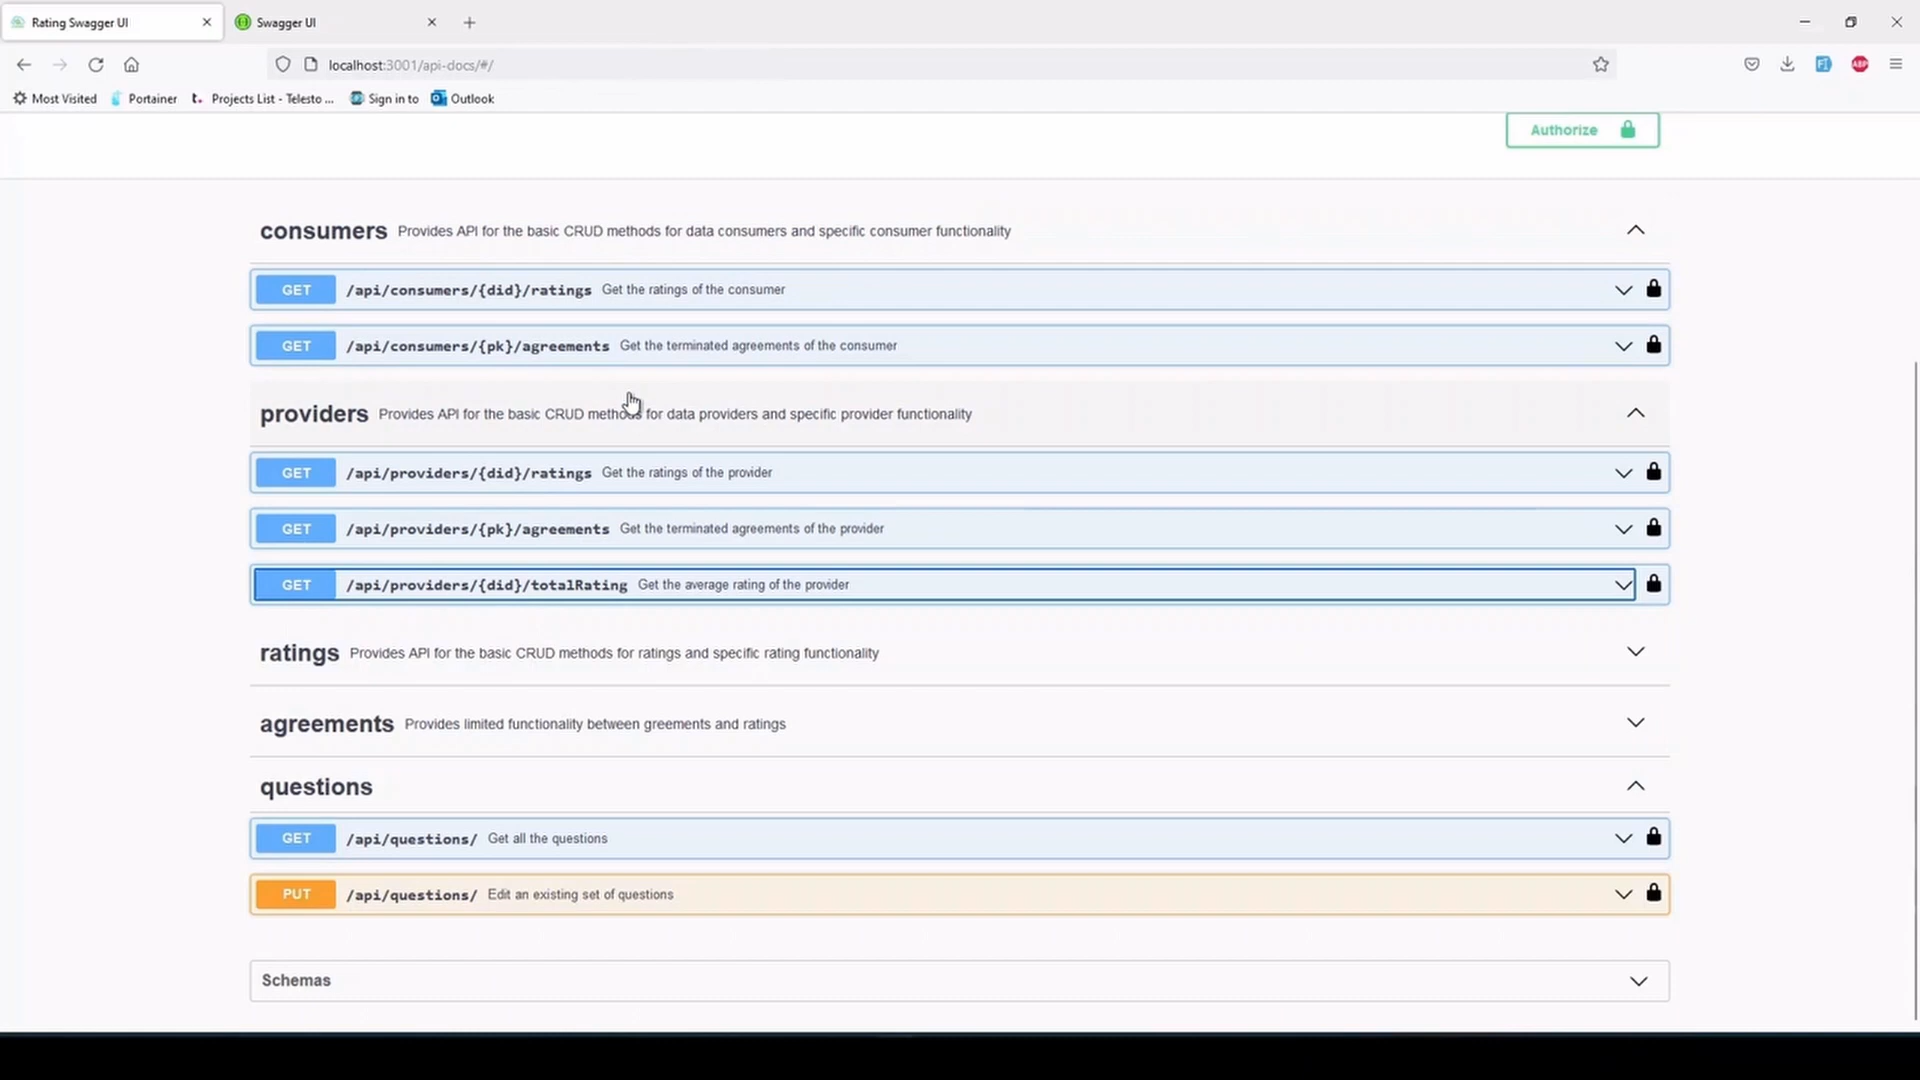 Rating Swagger UI
Swagger UI
localhost:3001/api-docs/#/
ABP
Most Visited
Portainer
t. Projects List - Telesto ...
Sign in to
Outlook
Authorize
consumers Provides API for the basic CRUD methods for data consumers and specific consumer functionality
GET /api/consumers/{did}/ratings Get the ratings of the consumer
GET /api/consumers/{pk}/agreements Get the terminated agreements of the consumer
providers Provides API for the basic CRUD methods for data providers and specific provider functionality
GET /api/providers/{did}/ratings Get the ratings of the provider
GET /api/providers/{pk}/agreements Get the terminated agreements of the provider
GET /api/providers/{did}/totalRating Get the average rating of the provider
ratings Provides API for the basic CRUD methods for ratings and specific rating functionality
agreements Provides limited functionality between greements and ratings
questions
GET /api/questions/ Get all the questions
PUT /api/questions/ Edit an existing set of questions
Schemas